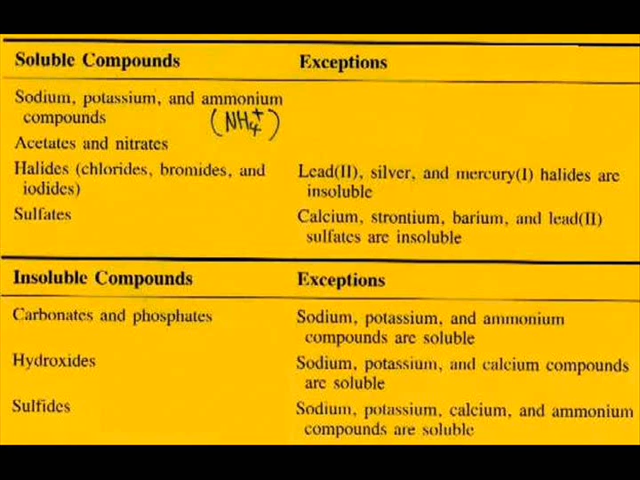 Soluble Compounds Exceptions
Sodium, potassium, and ammonium
compounds (NH4+)
Acetates and nitrates
Halides (chlorides, bromides, and Lead(II), silver, and mercury(I) halides are
iodides) insoluble
Sulfates Calcium, strontium, barium, and lead(II)
sulfates are insoluble
Insoluble Compounds Exceptions
Carbonates and phosphates Sodium, potassium, and ammonium
compounds are soluble
Hydroxides Sodium, potassium, and calcium compounds
are soluble
Sulfides Sodium, potassium, calcium, and ammonium
compounds are soluble